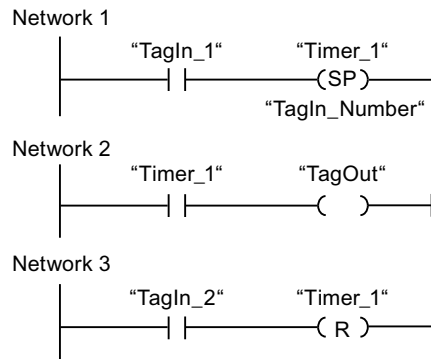 Network 1
“TagIn_1“ “Timer_1“
SP
“TagIn_Number“
Network 2
“Timer_1“ “TagOut“
Network 3
“TagIn_2“ “Timer_1“
R